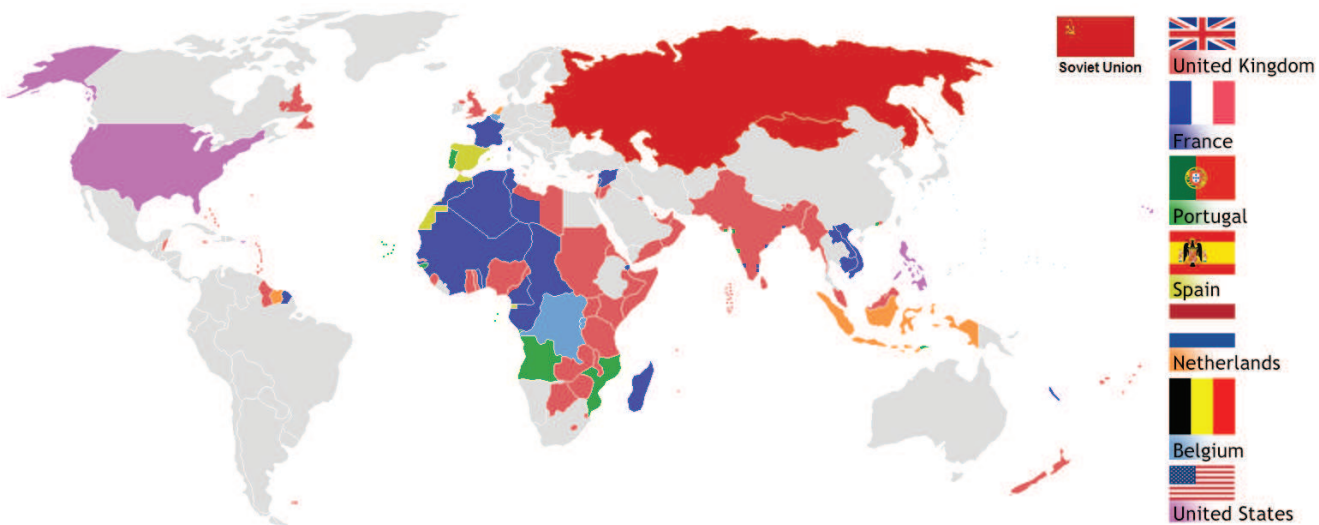 Soviet Union
United Kingdom
France
Portugal
Spain
Netherlands
Belgium
United States